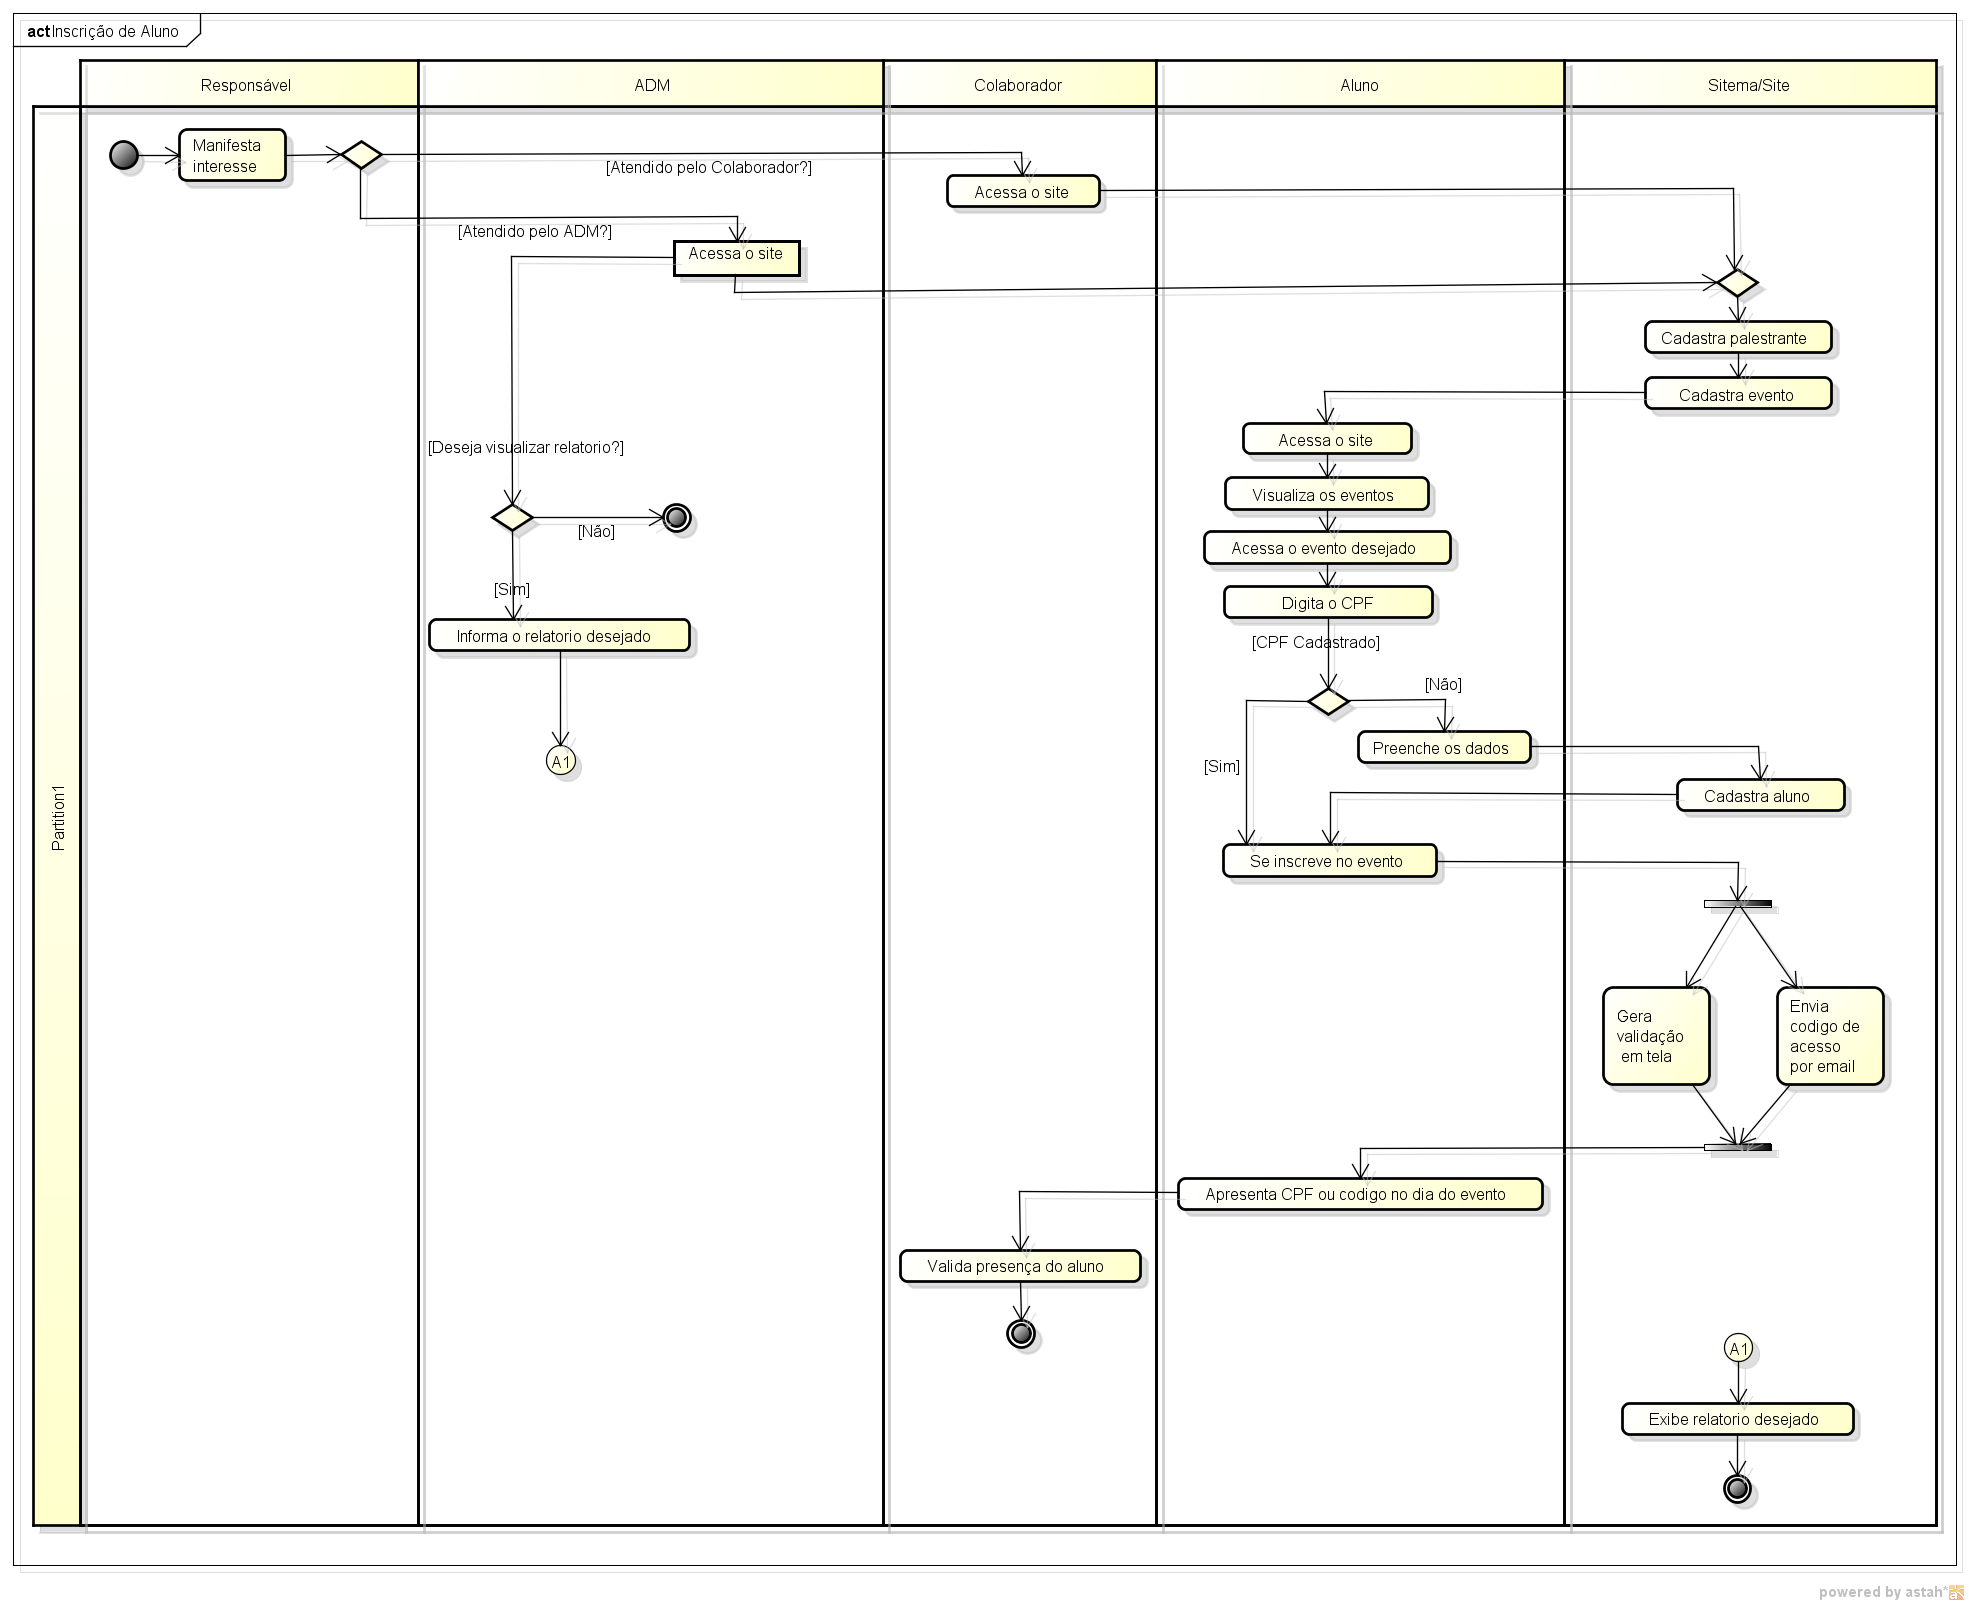 act Inscrição de Aluno
Responsável
ADM
Colaborador
Aluno
Sitema/Site
Partition1
Manifesta
interesse
[Atendido pelo Colaborador?]
Acessa o site
[Atendido pelo ADM?]
Acessa o site
Cadastra palestrante
Cadastra evento
Acessa o site
[Deseja visualizar relatorio?]
Visualiza os eventos
[Não]
Acessa o evento desejado
[Sim]
Digita o CPF
Informa o relatorio desejado
[CPF Cadastrado]
[Não]
Preenche os dados
A1
[Sim]
Cadastra aluno
Se inscreve no evento
Gera
validação
em tela
Envia
codigo de
acesso
por email
Apresenta CPF ou codigo no dia do evento
Valida presença do aluno
A1
Exibe relatorio desejado
powered by astah*